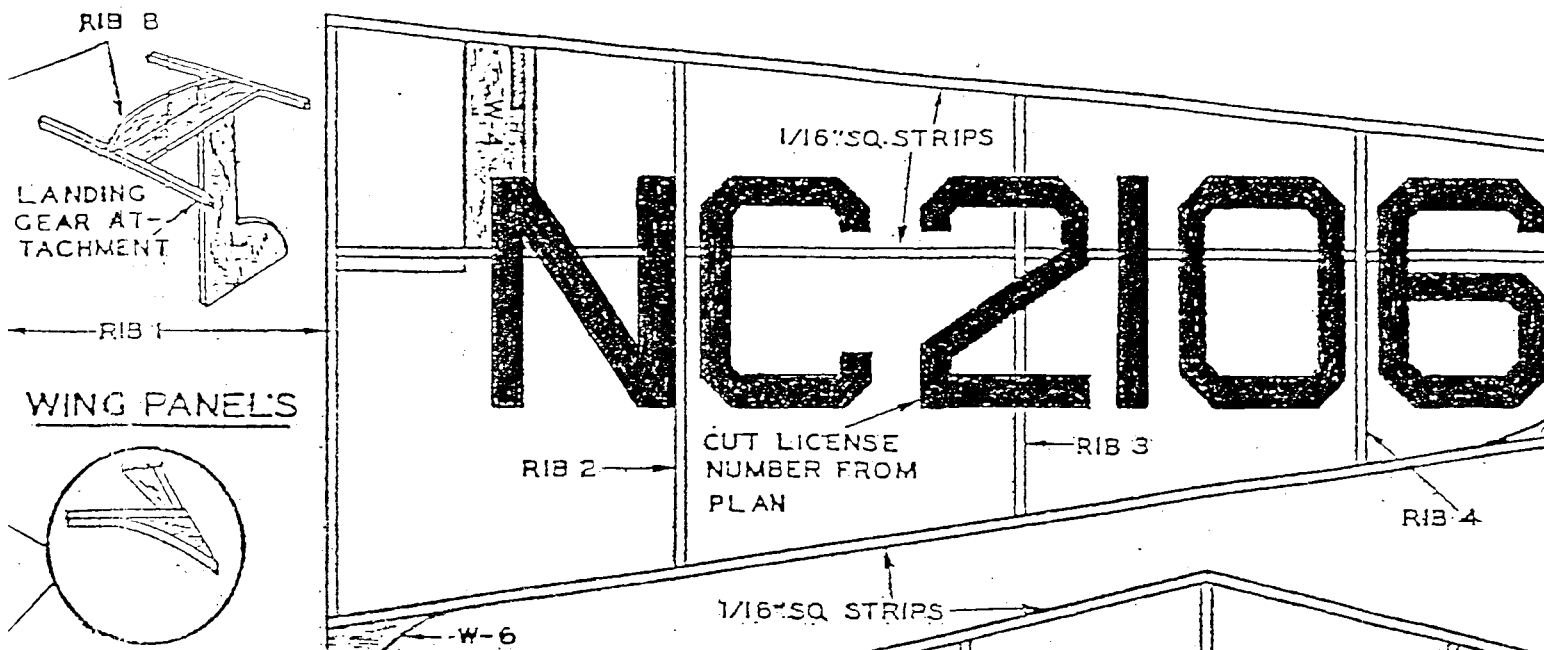 RIB 8
1/16" SQ. STRIPS
W-4
LANDING
GEAR AT-
TACHMENT
NC2106
RIB 1
WING PANELS
CUT LICENSE
NUMBER FROM
PLAN
RIB 2
RIB 3
RIB 4
1/16" SQ STRIPS
W-6